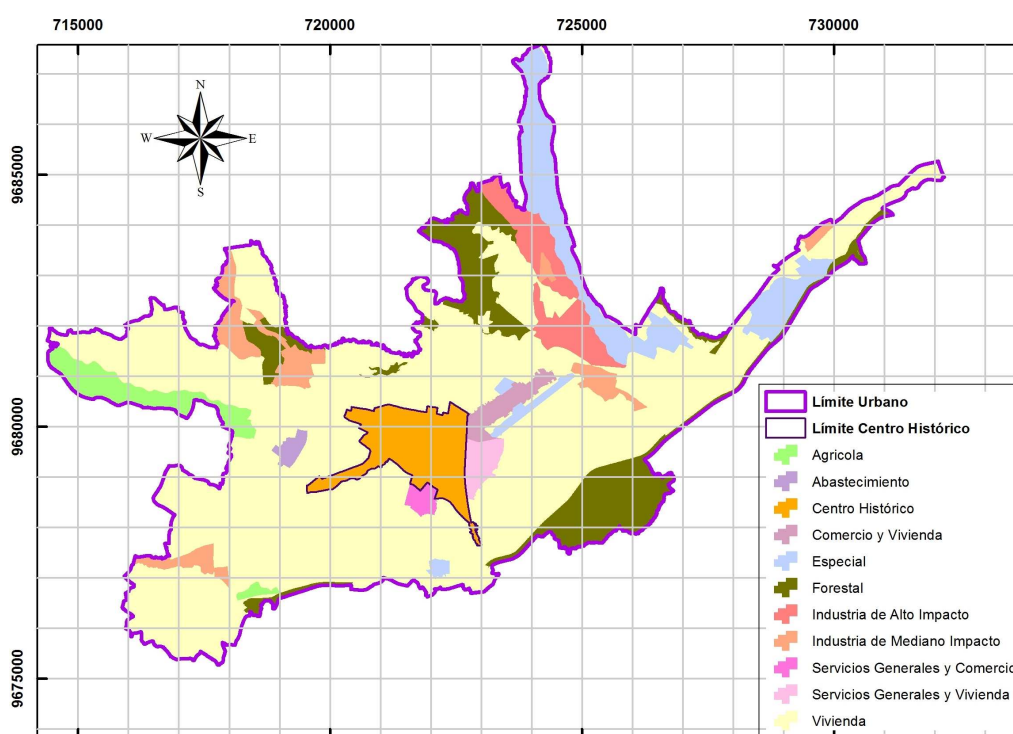 715000 720000 725000 730000
N
W E
S
9685000
9680000
9675000
Límite Urbano
Límite Centro Histórico
Agricola
Abastecimiento
Centro Histórico
Comercio y Vivienda
Especial
Forestal
Industria de Alto Impacto
Industria de Mediano Impacto
Servicios Generales y Comercio
Servicios Generales y Vivienda
Vivienda